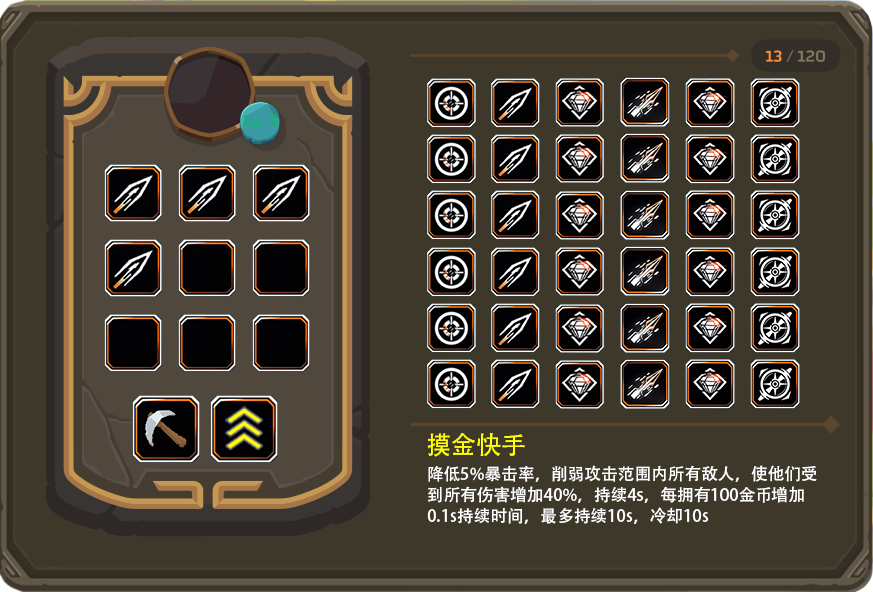 13 / 120
摸金快手
降低5%暴击率，削弱攻击范围内所有敌人，使他们受
到所有伤害增加40%，持续4s，每拥有100金币增加
0.1s持续时间，最多持续10s，冷却10s